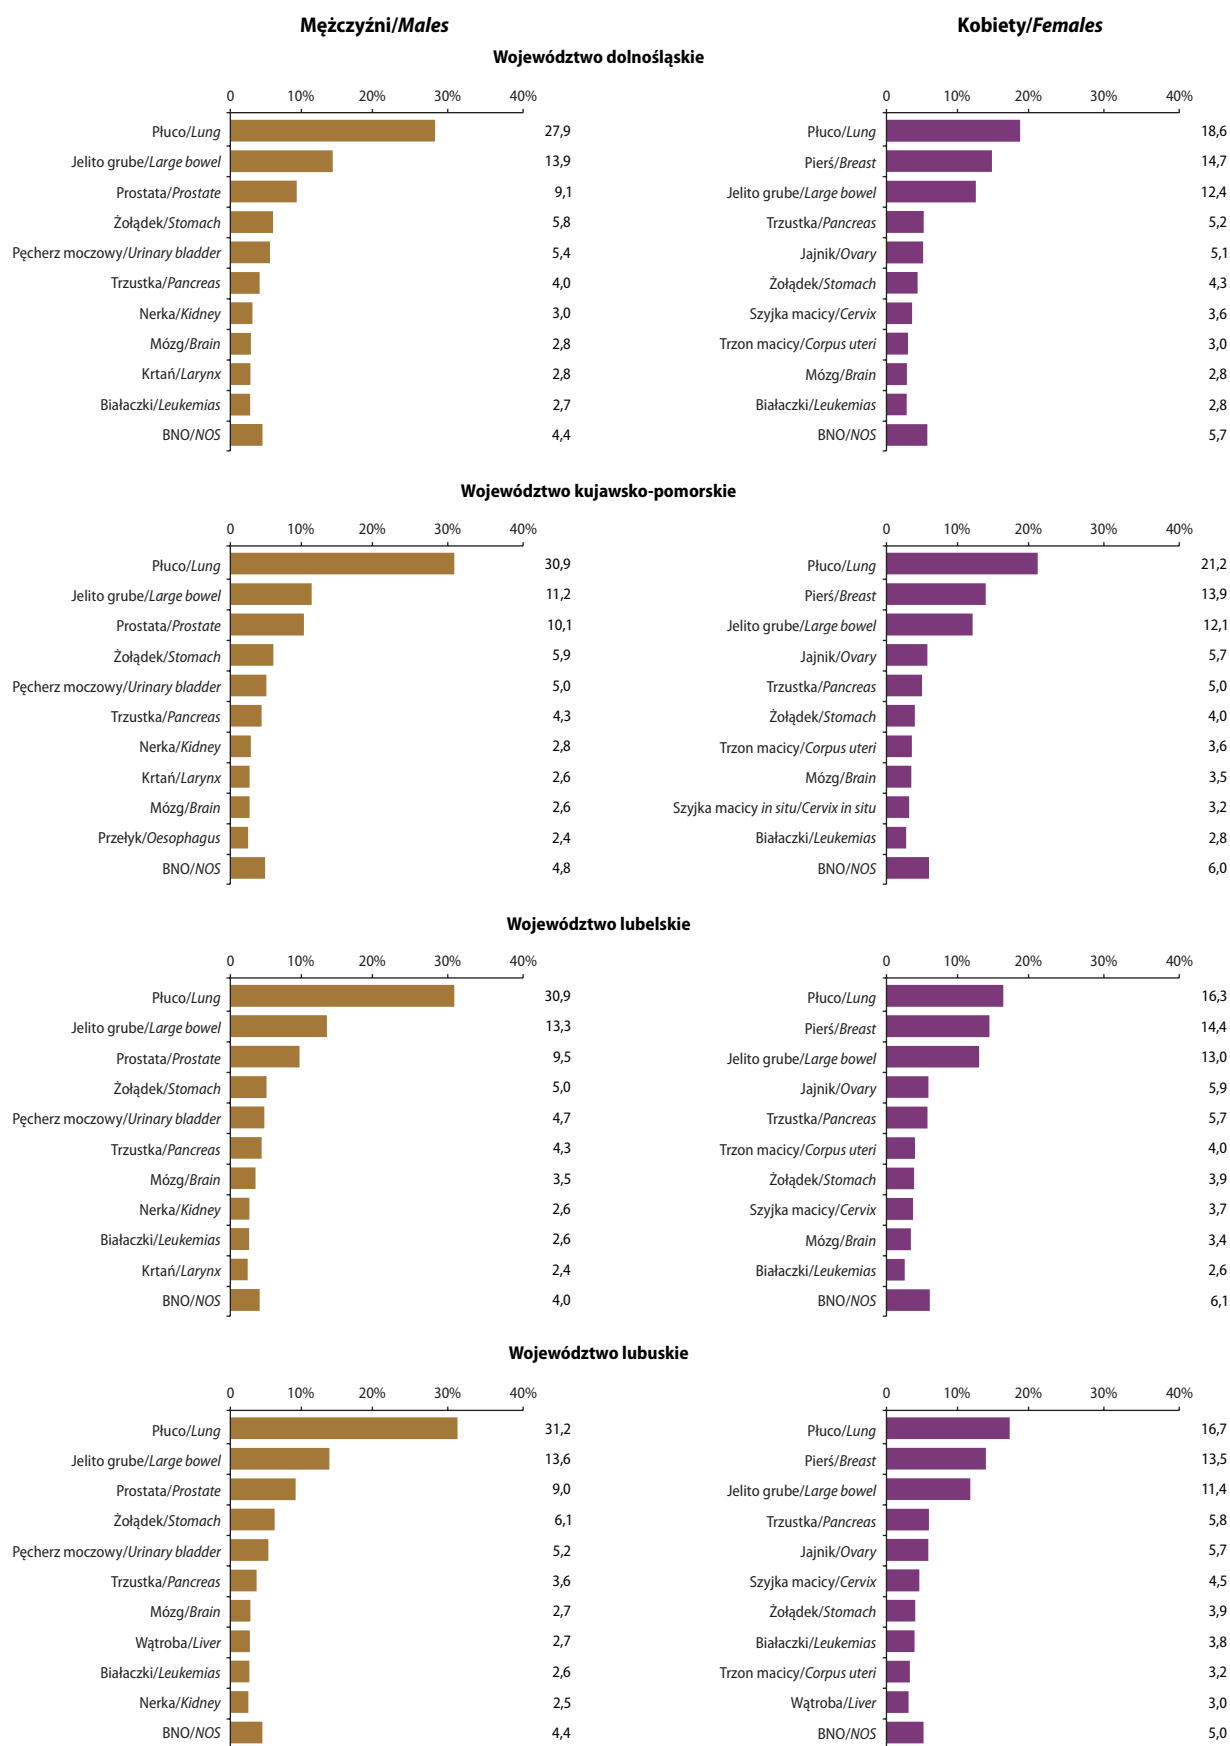 Mężczyźni/Males Kobiety/Females
Województwo dolnośląskie
0 10% 20% 30% 40% 0 10% 20% 30% 40%
Płuco/Lung 27,9 Płuco/Lung 18,6
Jelito grube/Large bowel 13,9 Pierś/Breast 14,7
Prostata/Prostate 9,1 Jelito grube/Large bowel 12,4
Żołądek/Stomach 5,8 Trzustka/Pancreas 5,2
Pęcherz moczowy/Urinary bladder 5,4 Jajnik/Ovary 5,1
Trzustka/Pancreas 4,0 Żołądek/Stomach 4,3
Nerka/Kidney 3,0 Szyjka macicy/Cervix 3,6
Mózg/Brain 2,8 Trzon macicy/Corpus uteri 3,0
Krtań/Larynx 2,8 Mózg/Brain 2,8
Białaczki/Leukemias 2,7 Białaczki/Leukemias 2,8
BNO/NOS 4,4 BNO/NOS 5,7
Województwo kujawsko-pomorskie
0 10% 20% 30% 40% 0 10% 20% 30% 40%
Płuco/Lung 30,9 Płuco/Lung 21,2
Jelito grube/Large bowel 11,2 Pierś/Breast 13,9
Prostata/Prostate 10,1 Jelito grube/Large bowel 12,1
Żołądek/Stomach 5,9 Jajnik/Ovary 5,7
Pęcherz moczowy/Urinary bladder 5,0 Trzustka/Pancreas 5,0
Trzustka/Pancreas 4,3 Żołądek/Stomach 4,0
Nerka/Kidney 2,8 Trzon macicy/Corpus uteri 3,6
Krtań/Larynx 2,6 Mózg/Brain 3,5
Mózg/Brain 2,6 Szyjka macicy in situ/Cervix in situ 3,2
Przełyk/Oesophagus 2,4 Białaczki/Leukemias 2,8
BNO/NOS 4,8 BNO/NOS 6,0
Województwo lubelskie
0 10% 20% 30% 40% 0 10% 20% 30% 40%
Płuco/Lung 30,9 Płuco/Lung 16,3
Jelito grube/Large bowel 13,3 Pierś/Breast 14,4
Prostata/Prostate 9,5 Jelito grube/Large bowel 13,0
Żołądek/Stomach 5,0 Jajnik/Ovary 5,9
Pęcherz moczowy/Urinary bladder 4,7 Trzustka/Pancreas 5,7
Trzustka/Pancreas 4,3 Trzon macicy/Corpus uteri 4,0
Mózg/Brain 3,5 Żołądek/Stomach 3,9
Nerka/Kidney 2,6 Szyjka macicy/Cervix 3,7
Białaczki/Leukemias 2,6 Mózg/Brain 3,4
Krtań/Larynx 2,4 Białaczki/Leukemias 2,6
BNO/NOS 4,0 BNO/NOS 6,1
Województwo lubuskie
0 10% 20% 30% 40% 0 10% 20% 30% 40%
Płuco/Lung 31,2 Płuco/Lung 16,7
Jelito grube/Large bowel 13,6 Pierś/Breast 13,5
Prostata/Prostate 9,0 Jelito grube/Large bowel 11,4
Żołądek/Stomach 6,1 Trzustka/Pancreas 5,8
Pęcherz moczowy/Urinary bladder 5,2 Jajnik/Ovary 5,7
Trzustka/Pancreas 3,6 Szyjka macicy/Cervix 4,5
Mózg/Brain 2,7 Żołądek/Stomach 3,9
Wątroba/Liver 2,7 Białaczki/Leukemias 3,8
Białaczki/Leukemias 2,6 Trzon macicy/Corpus uteri 3,2
Nerka/Kidney 2,5 Wątroba/Liver 3,0
BNO/NOS 4,4 BNO/NOS 5,0